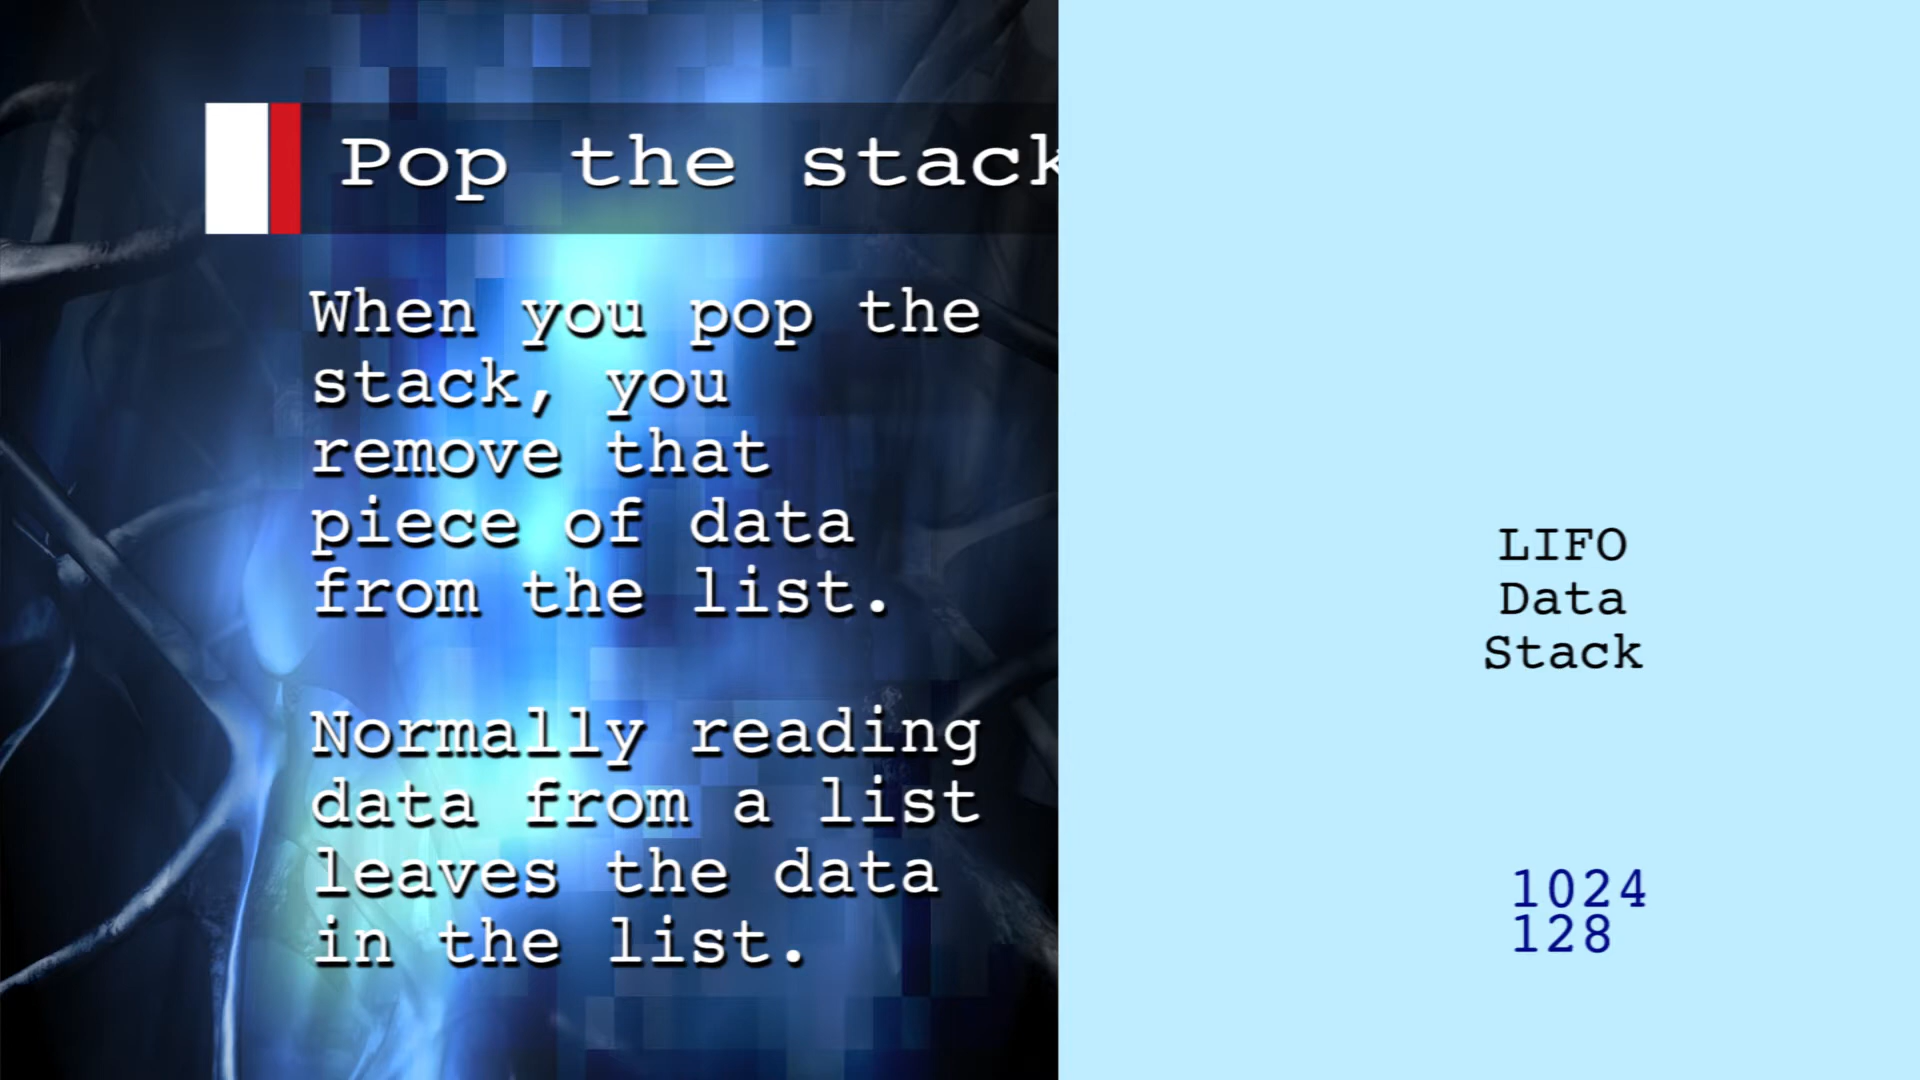 Pop the stack
When you pop the
stack, you
remove that
piece of data
from the list.
Normally reading
data from a list
leaves the data
in the list.
LIFO
Data
Stack
1024
128